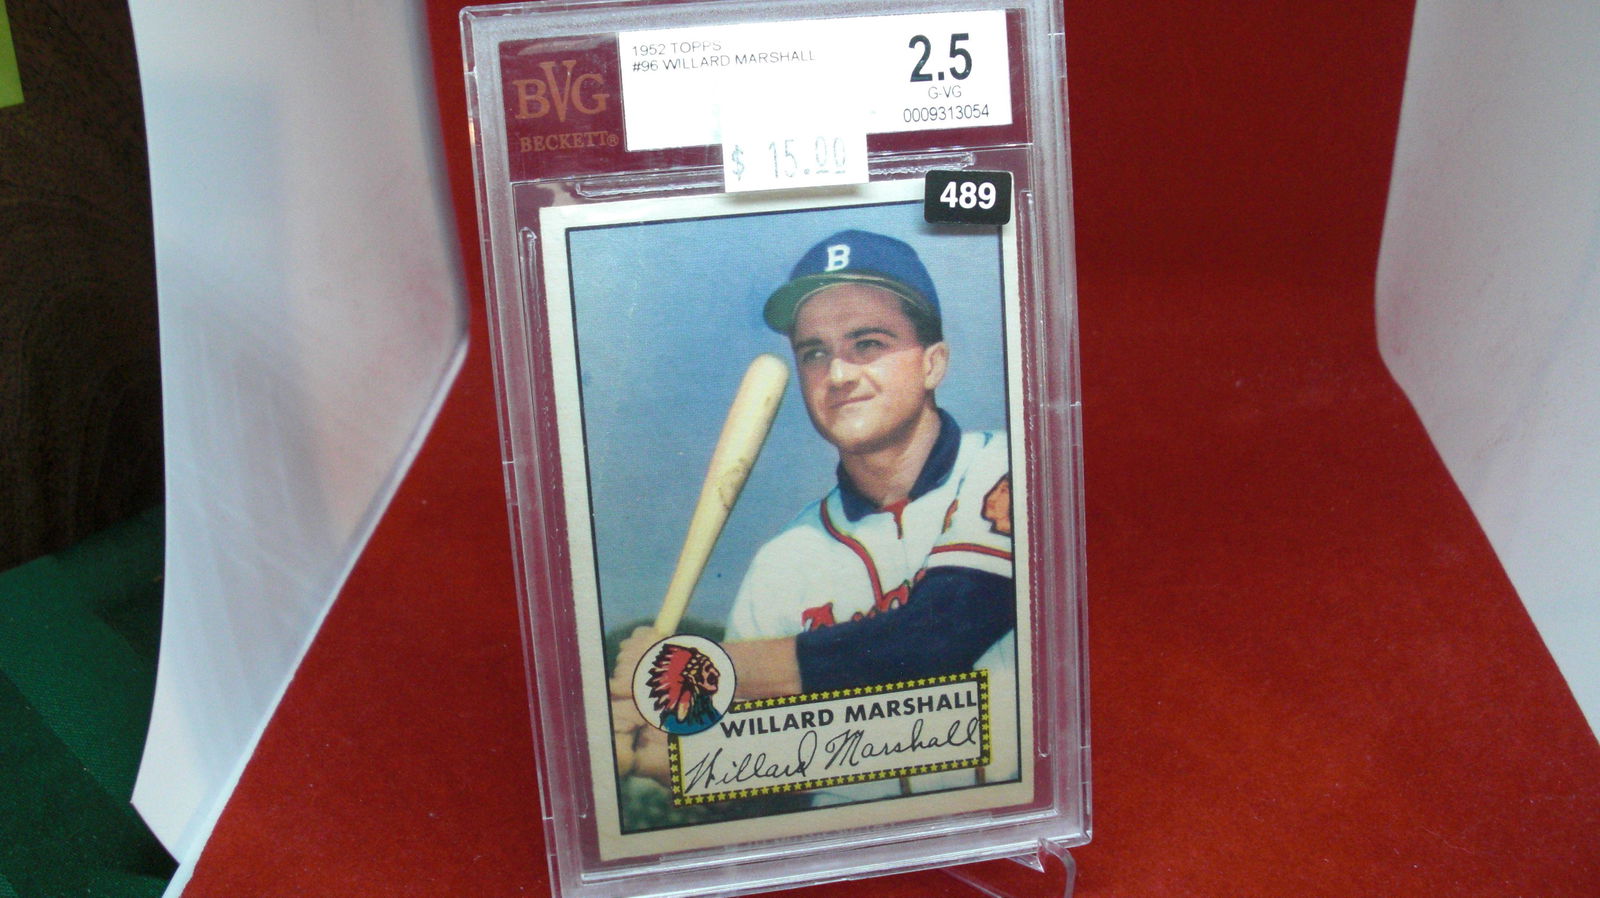 BVG
BECKETT®
1952 TOPPS
#96 WILLARD MARSHALL
2.5
G-VG
0009313054
$ 15.00
489
B
WILLARD MARSHALL
Willard Marshall